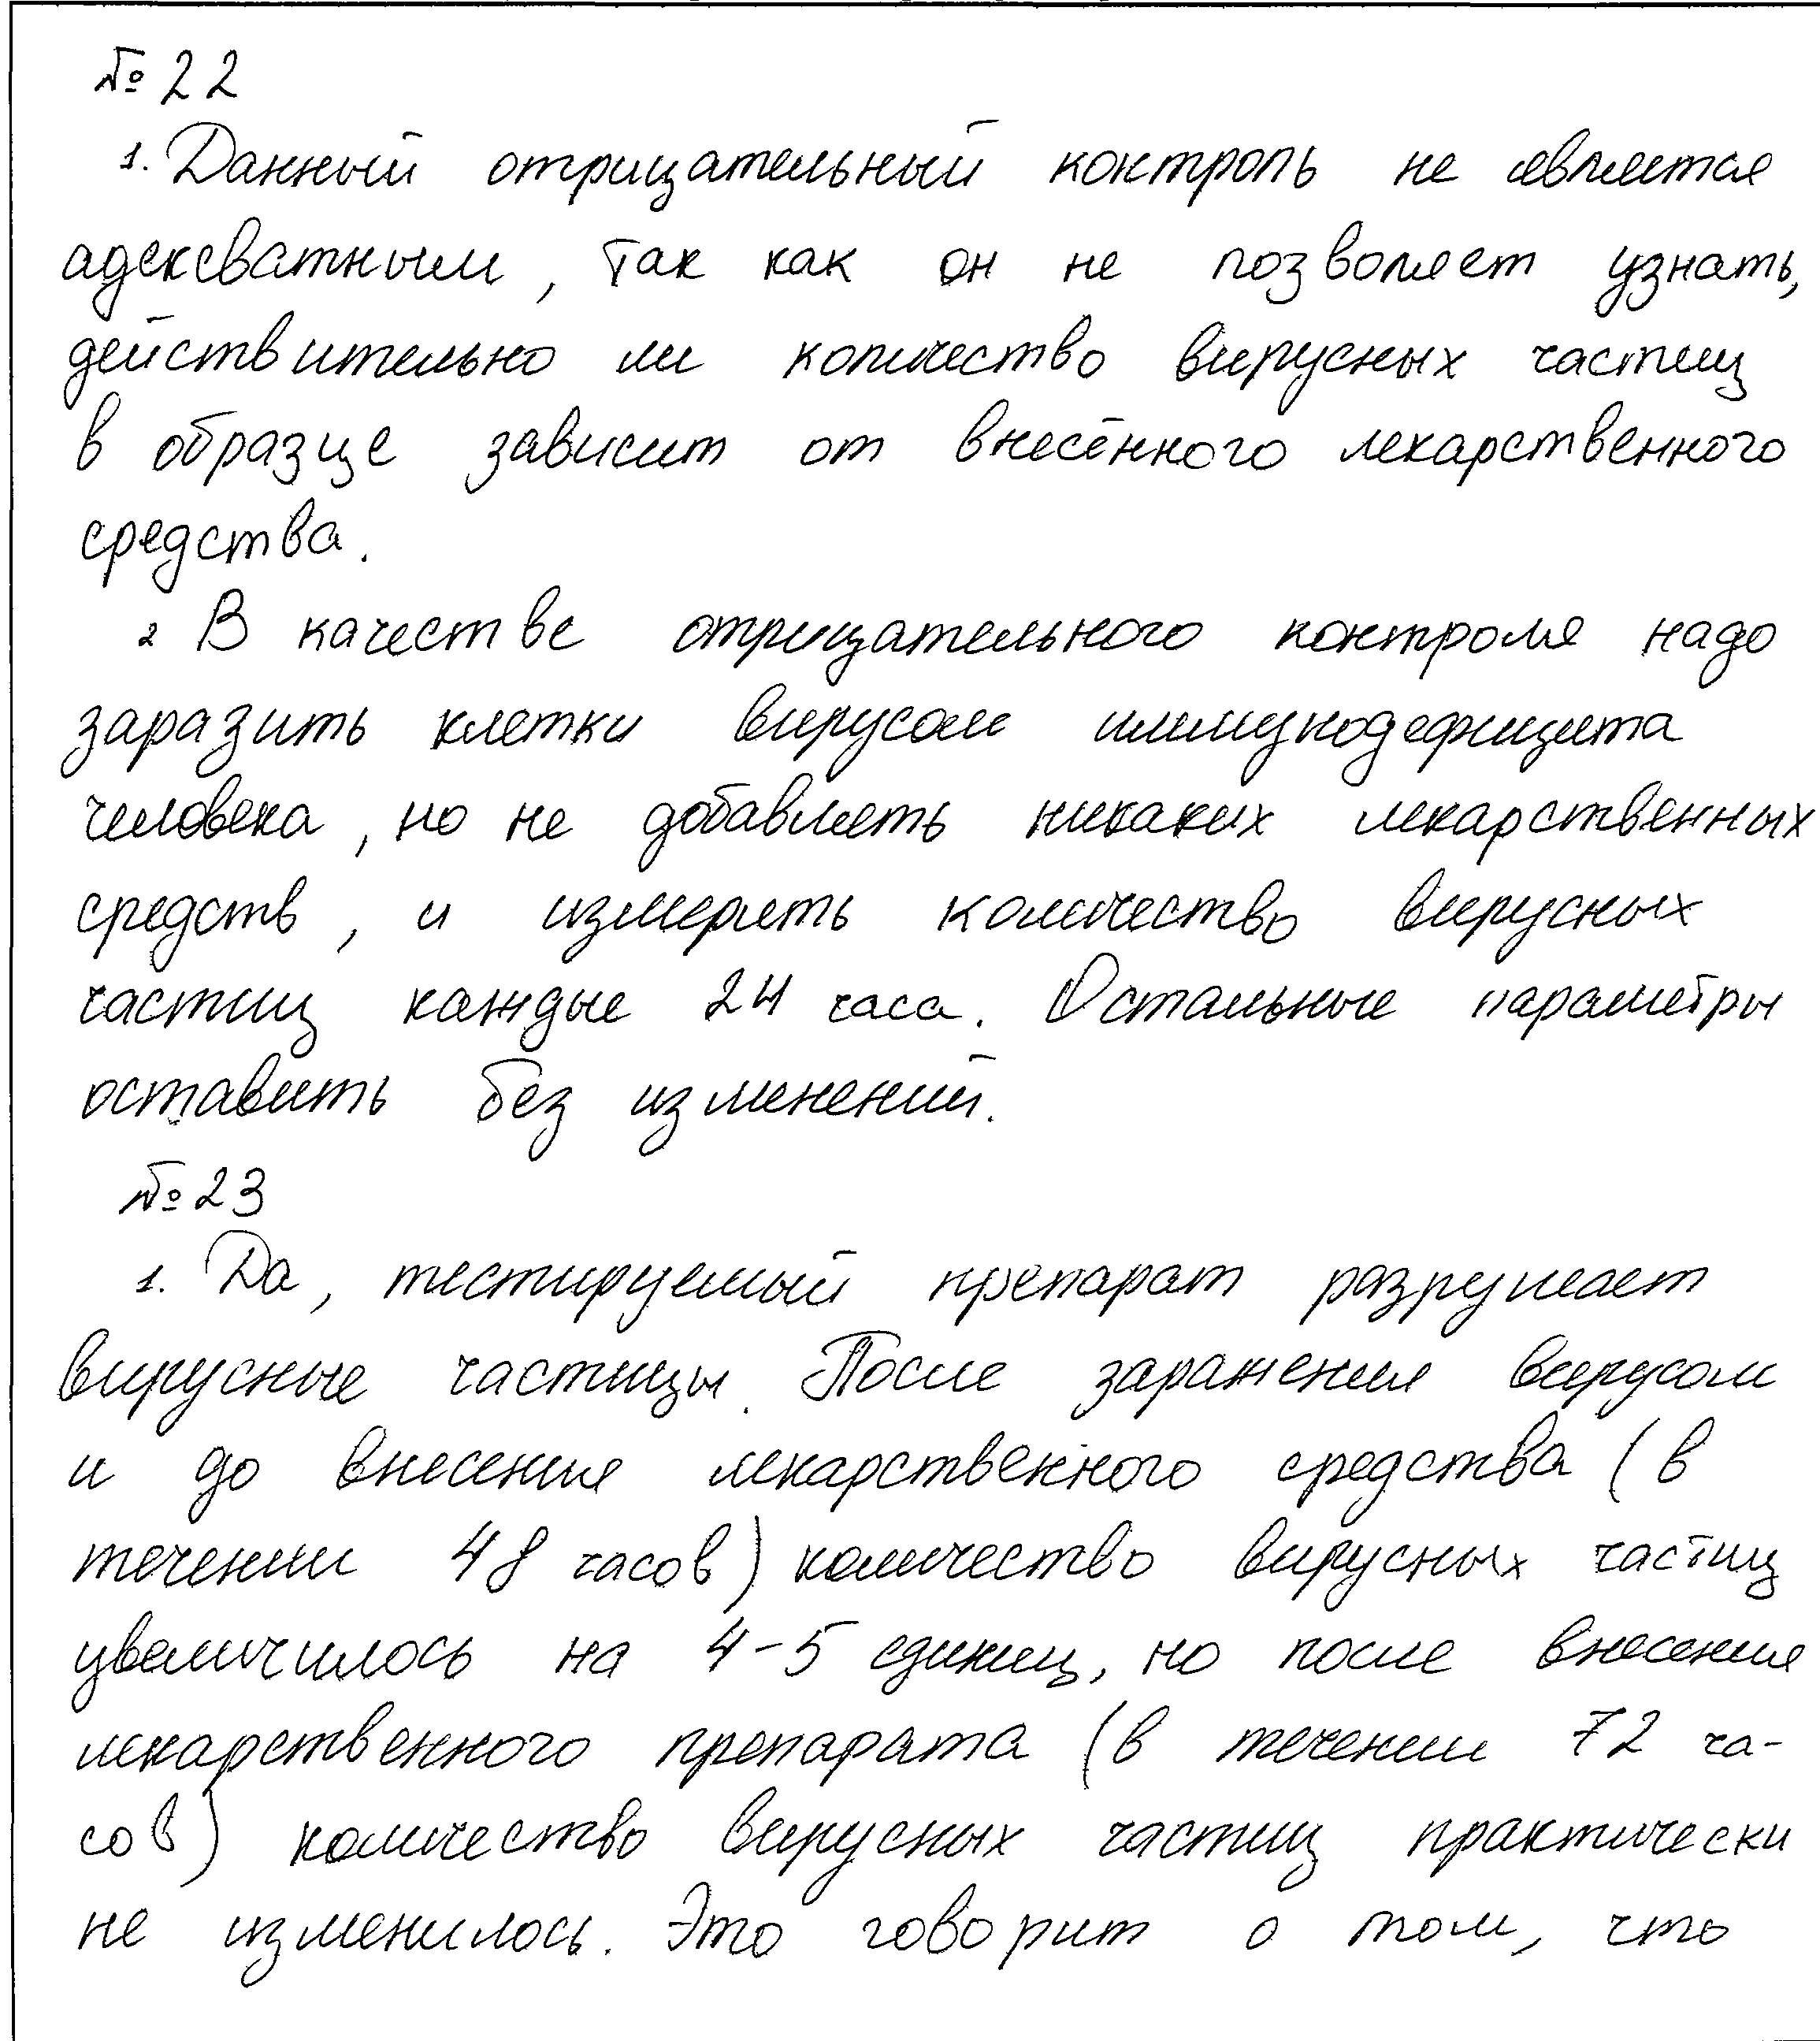 № 22
1. Данный отрицательный контроль не является
адексватным, так как он не позволяет узнать,
действительно ли количество вирусных частиц
в образце зависит от внесённого лекарственного
средства.
2 В качестве отрицательного контроля надо
заразить клетки вирусом иммунодефицита
человека, но не добавлять никаких лекарственных
средств, и измерять количество вирусных
частиц каждые 24 часа. Остальные параметры
оставить без изменений.
№ 23
1. Да, тестируемый препарат разрушает
вирусные частицы. После заражения вирусом
и до внесения лекарственного средства (в
течении 48 часов) количество вирусных частиц
увеличилось на 4-5 единиц, но после внесения
лекарственного препарата (в течении 72 ча-
сов) количество вирусных частиц практически
не изменилось. Это говорит о том, что